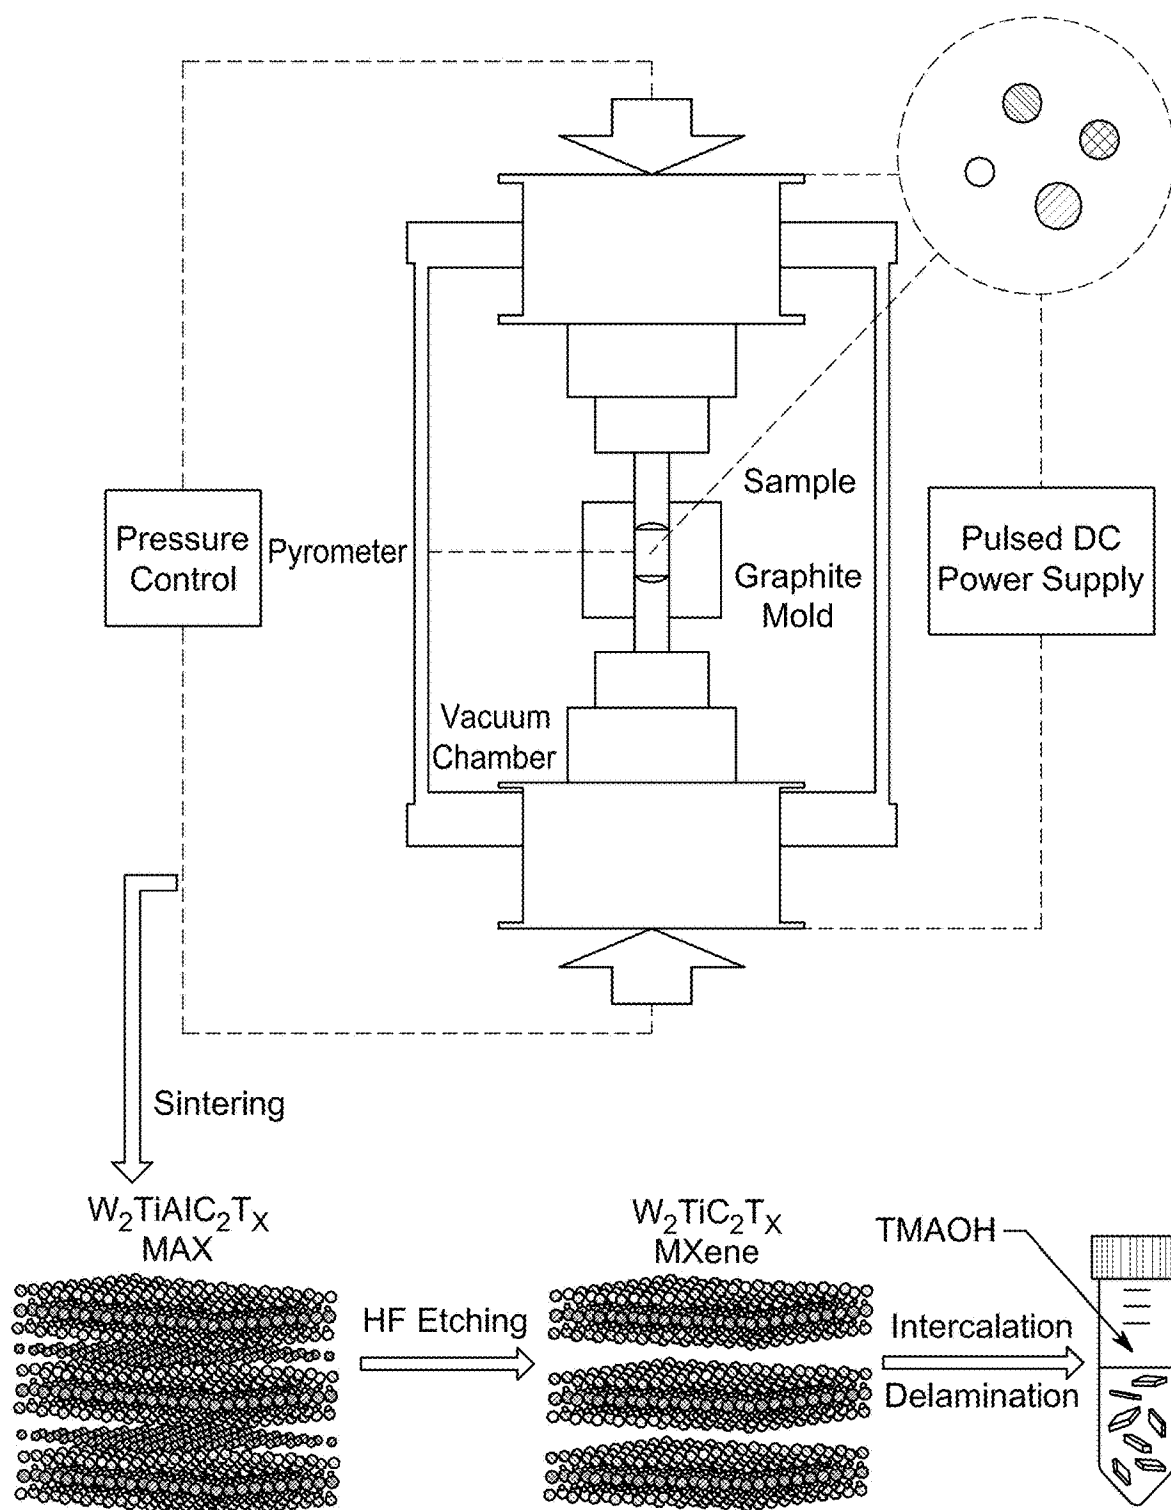 Sample
Pressure
Control
Pyrometer
Pulsed DC
Power Supply
Graphite
Mold
Vacuum
Chamber
Sintering
W₂TiAlC₂Tₓ
MAX
W₂TiC₂Tₓ
MXene
TMAOH
HF Etching
Intercalation
Delamination